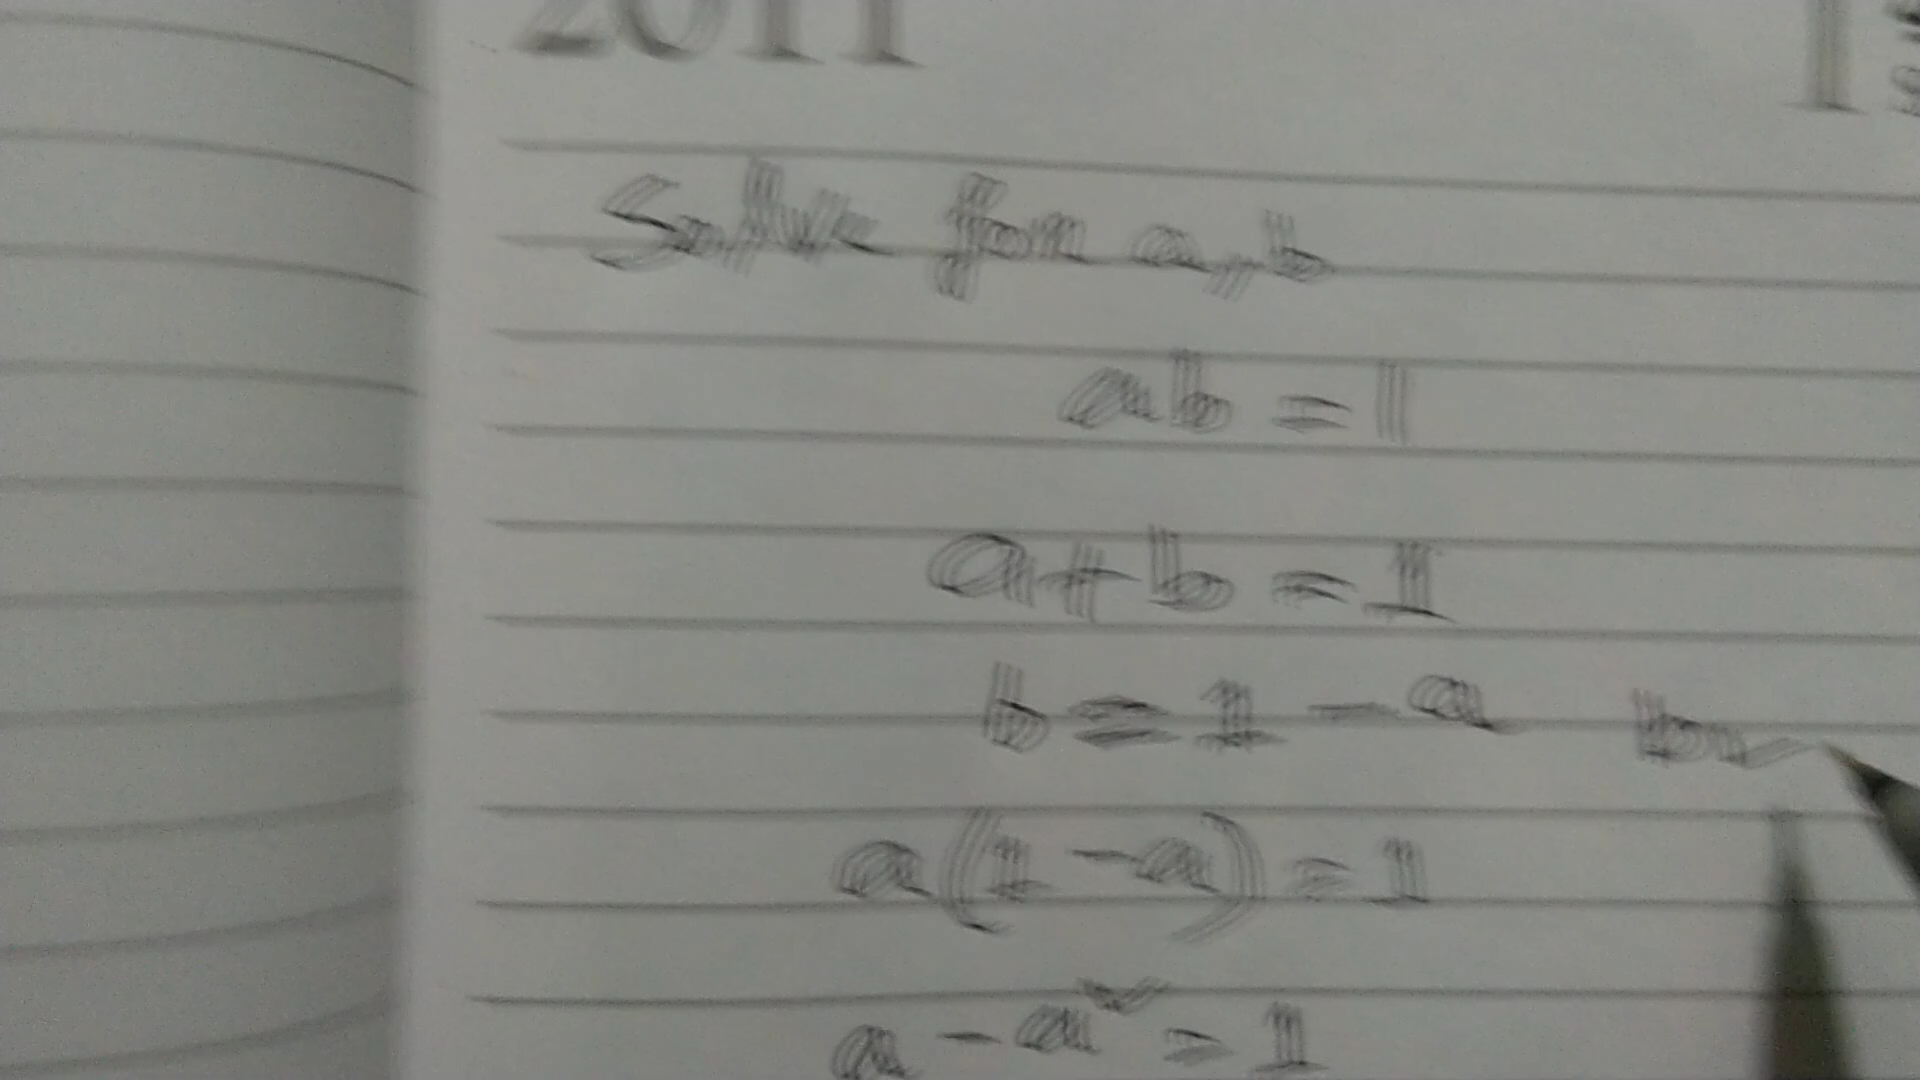 2011
Solve for a, b
ab = 1
a + b = 1
b = 1 - a
a(1 - a) = 1
a - a² = 1